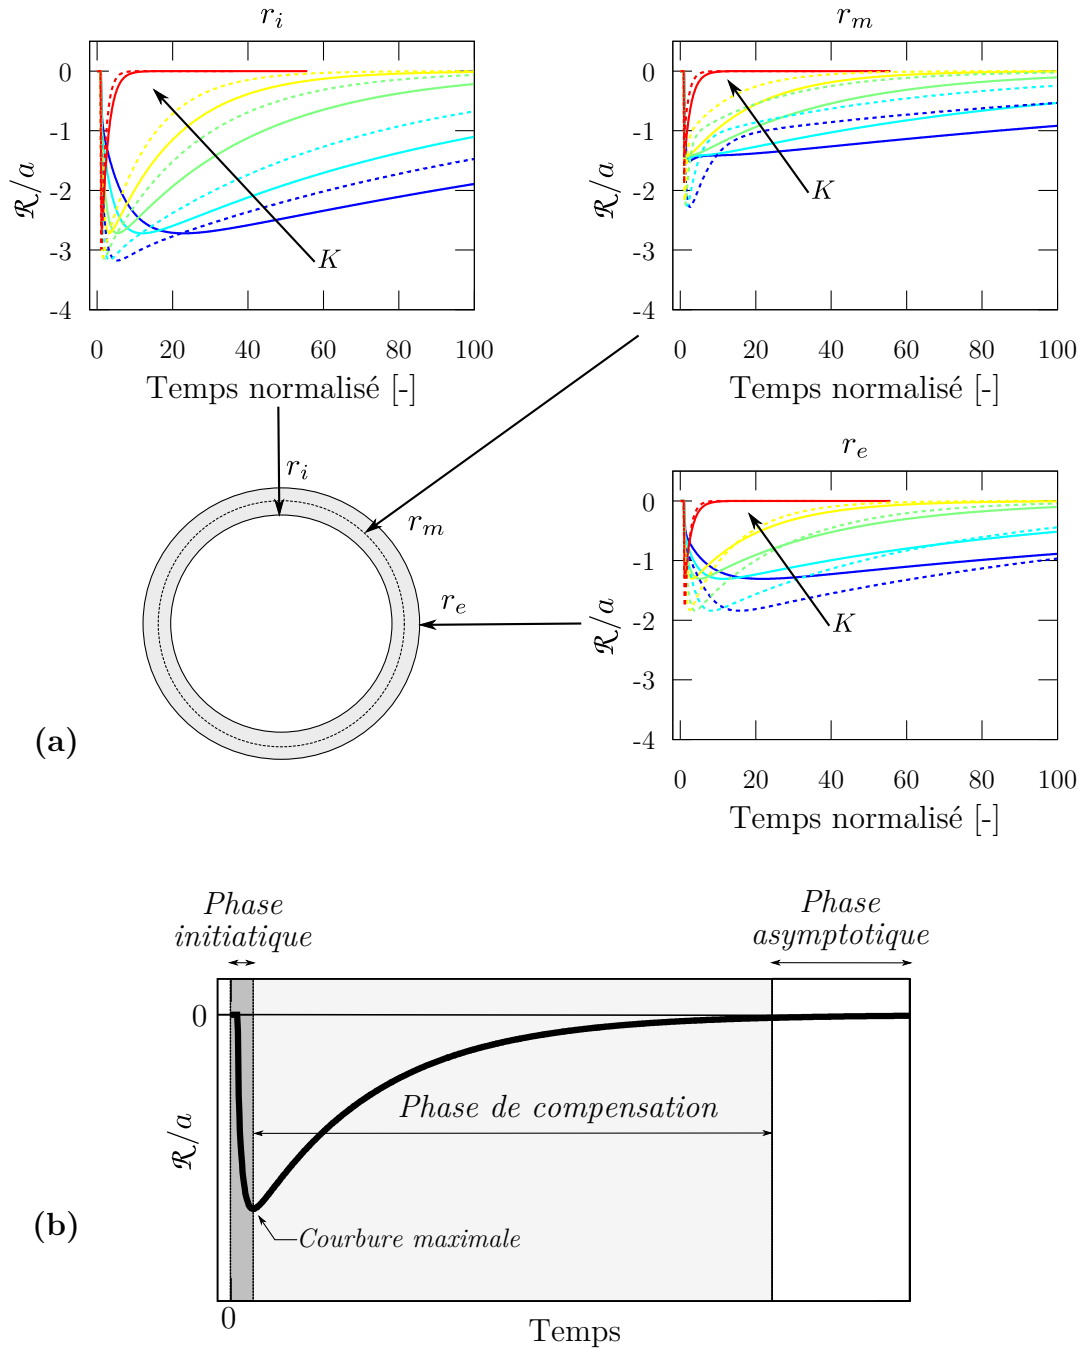 r_i
0
-1
-2
-3
-4
ℛ/a
K
0 20 40 60 80 100
Temps normalisé [-]
r_m
0
-1
-2
-3
-4
ℛ/a
K
0 20 40 60 80 100
Temps normalisé [-]
r_i
r_m
r_e
(a)
r_e
0
-1
-2
-3
-4
ℛ/a
K
0 20 40 60 80 100
Temps normalisé [-]
Phase
initiatique
Phase
asymptotique
0
Phase de compensation
ℛ/a
Courbure maximale
(b)
0
Temps